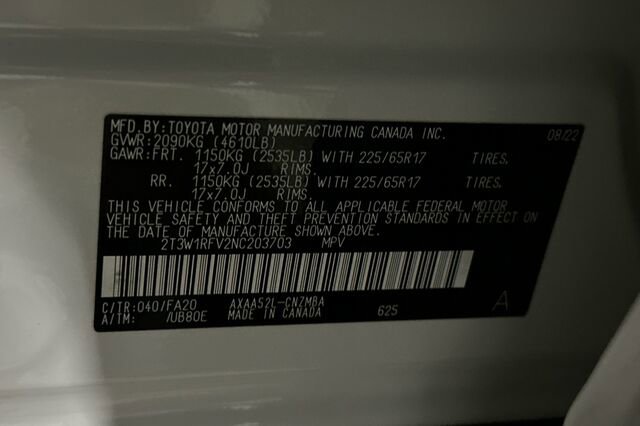 MFD.BY:TOYOTA MOTOR MANUFACTURING CANADA INC. 08/22
GVWR:2090KG (4610LB)
GAWR:FRT. 1150KG (2535LB) WITH 225/65R17 TIRES.
17x7.0J RIMS.
RR. 1150KG (2535LB) WITH 225/65R17 TIRES.
17x7.0J RIMS.
THIS VEHICLE CONFORMS TO ALL APPLICABLE FEDERAL MOTOR
VEHICLE SAFETY AND THEFT PREVENTION STANDARDS IN EFFECT ON
THE DATE OF MANUFACTURE SHOWN ABOVE.
2T3W1RFV2NC203703 MPV
C/TR:040/FA20 AXAA52L-CNZMBA 625 A
A/TM: /UB80E MADE IN CANADA